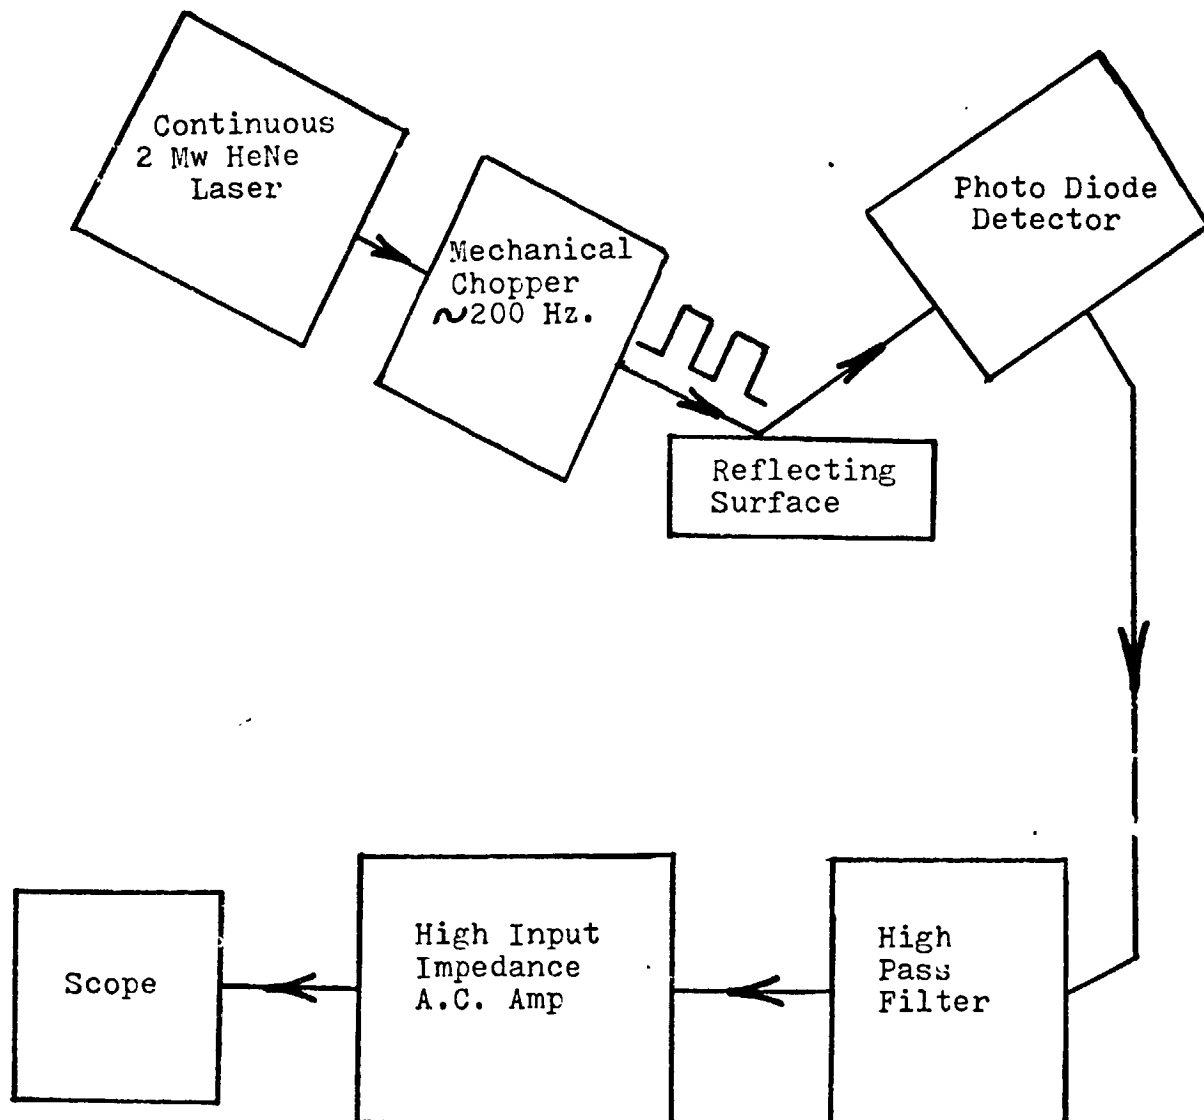 Continuous
2 Mw HeNe
Laser
Mechanical
Chopper
~200 Hz.
Photo Diode
Detector
Reflecting
Surface
Scope
High Input
Impedance
A.C. Amp
High
Pass
Filter